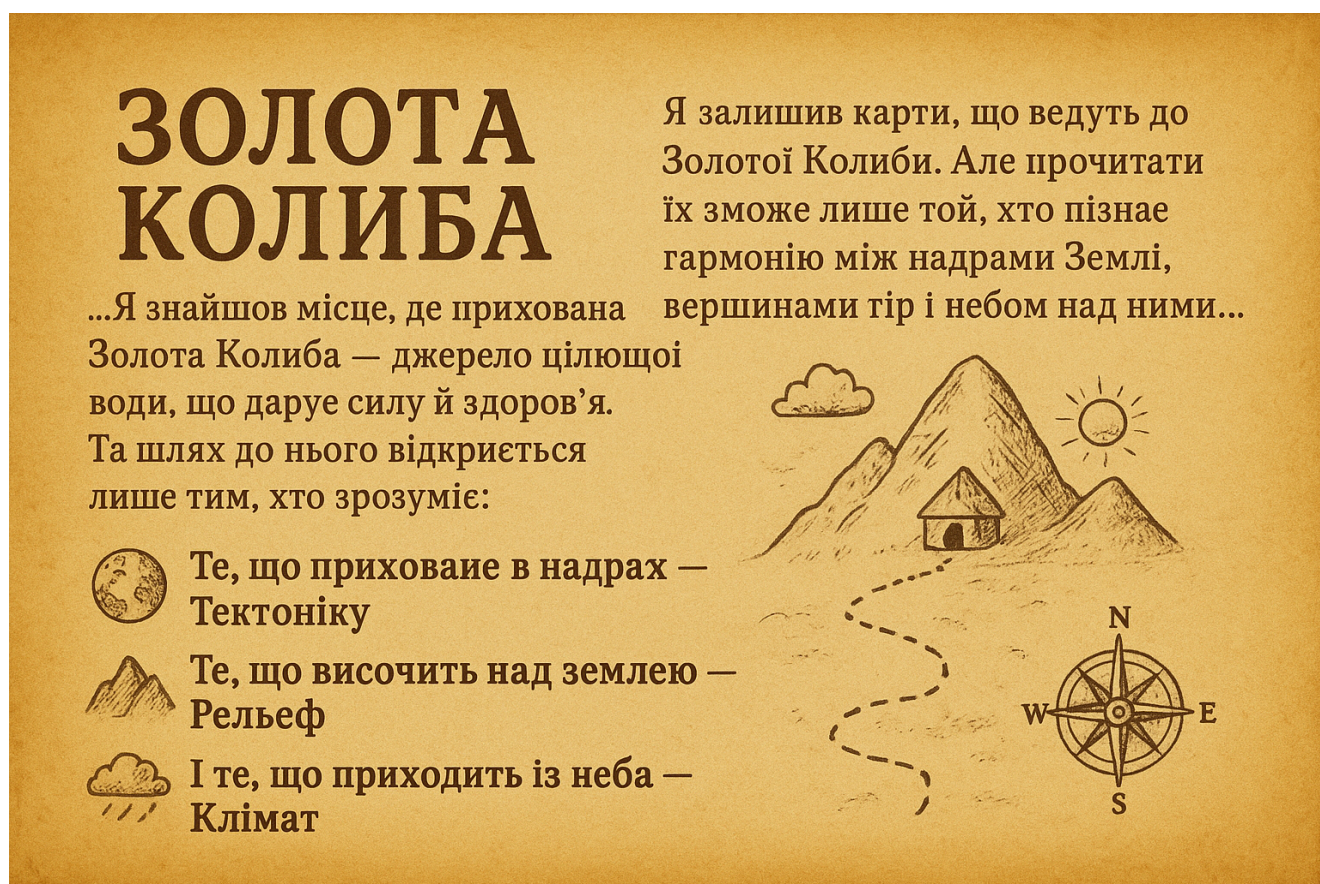 ЗОЛОТА
КОЛИБА
...Я знайшов місце, де прихована
Золота Колиба — джерело цілющоі
води, що дарує силу й здоров’я.
Та шлях до нього відкриється
лише тим, хто зрозуміє:
Те, що приховаие в надрах —
Тектоніку
Те, що височить над землею —
Рельеф
І те, що приходить із неба —
Клімат
Я залишив карти, що ведуть до
Золотої Колиби. Але прочитати
їх зможе лише той, хто пізнає
гармонію між надрами Землі,
вершинами гір і небом над ними...
N
W
E
S